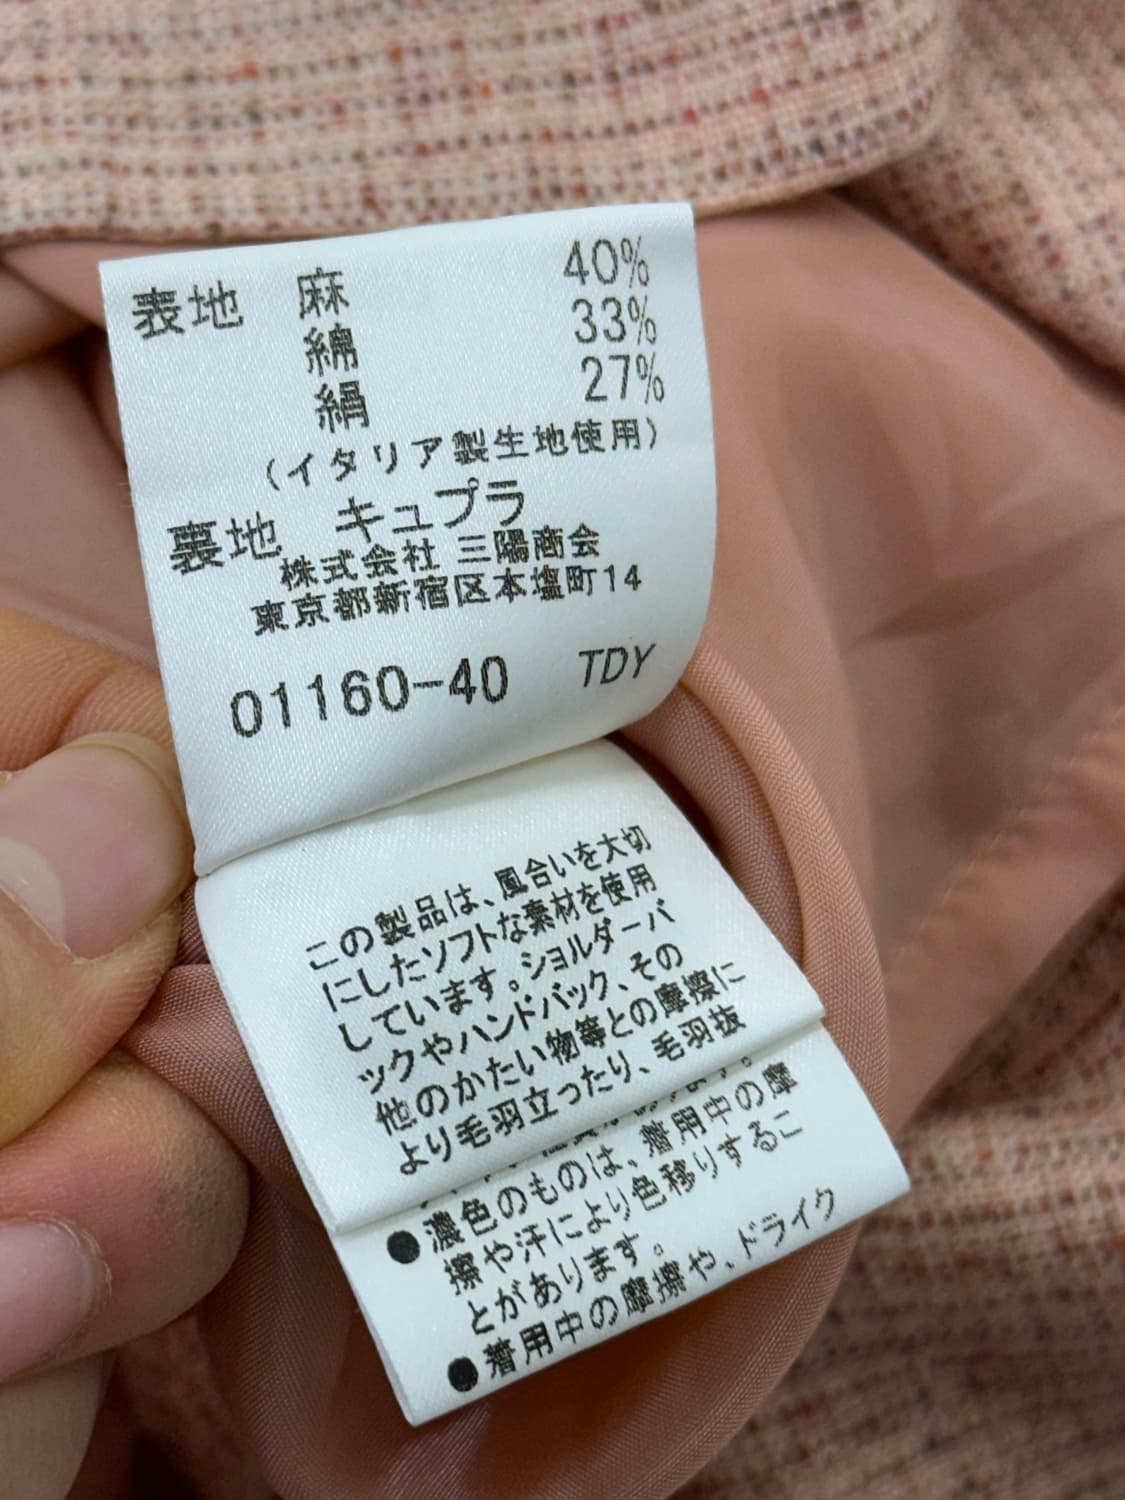 表地 麻 40%
綿 33%
絹 27%
(イタリア製生地使用)
裏地 キュプラ
株式会社 三陽商会
東京都新宿区本塩町14
01160-40 TDY
この製品は、風合いを大切
にしたソフトな素材を使用
しています。ショルダーバ
ックやハンドバック、その
他のかたい物等との摩擦に
より毛羽立ったり、毛羽抜
●濃色のものは、着用中の摩
擦や汗により色移りするこ
とがあります。
●着用中の摩擦や、ドライク